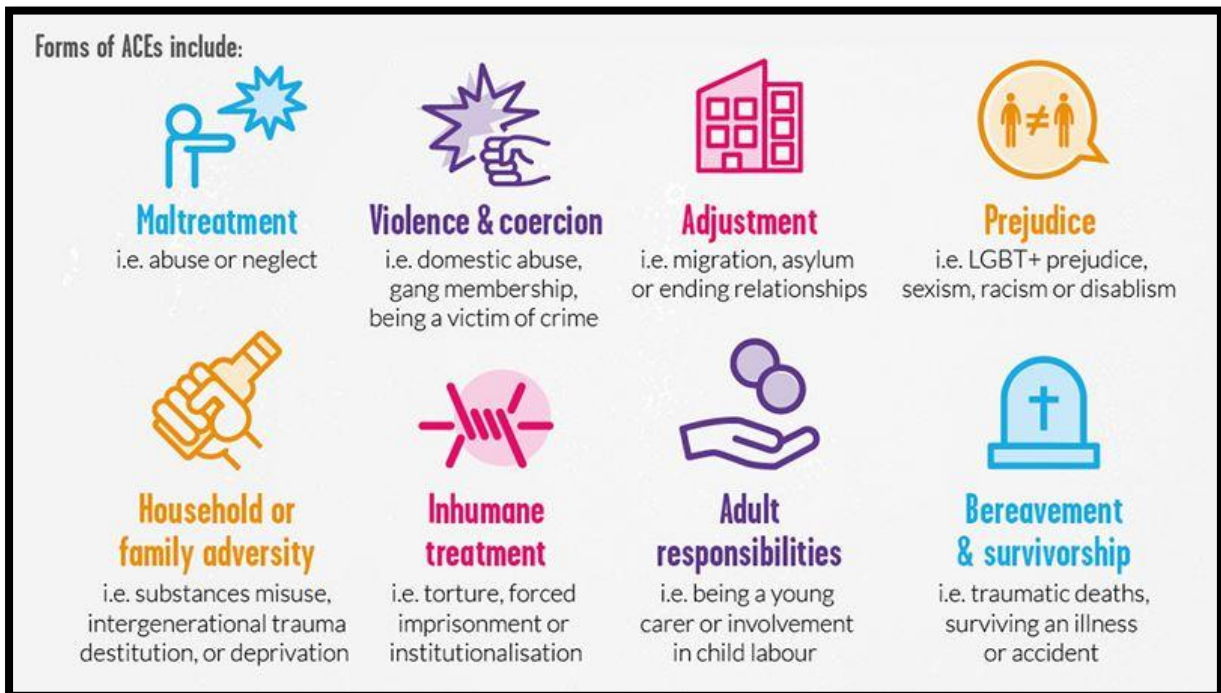 Forms of ACEs include:
Maltreatment
i.e. abuse or neglect
Violence & coercion
i.e. domestic abuse,
gang membership,
being a victim of crime
Adjustment
i.e. migration, asylum
or ending relationships
Prejudice
i.e. LGBT+ prejudice,
sexism, racism or disablism
Household or
family adversity
i.e. substances misuse,
intergenerational trauma
destitution, or deprivation
Inhumane
treatment
i.e. torture, forced
imprisonment or
institutionalisation
Adult
responsibilities
i.e. being a young
carer or involvement
in child labour
Bereavement
& survivorship
i.e. traumatic deaths,
surviving an illness
or accident